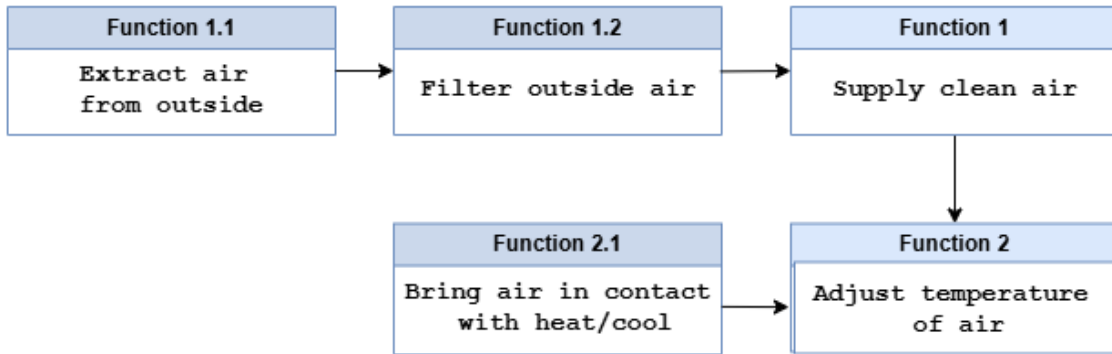 Function 1.1
Extract air
from outside
Function 1.2
Filter outside air
Function 1
Supply clean air
Function 2.1
Bring air in contact
with heat/cool
Function 2
Adjust temperature
of air